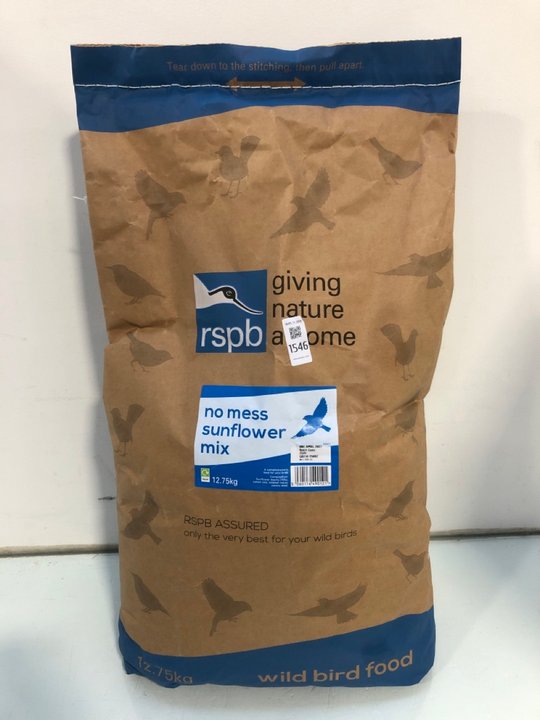 Tear down to the stitching, then pull apart.
giving
nature
rspb
1546
no mess
sunflower
mix
12.75kg
RSPB ASSURED
only the very best for your wild birds
12.75kg
wild bird food